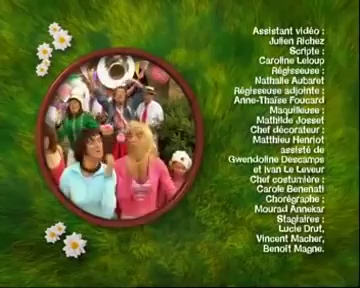 Assistant vidéo :
Julien Richez
Scripte :
Caroline Leloup
Régisseuse :
Nathalie Aubaret
Régisseuse adjointe :
Anne-Thaïse Foucard
Maquilleuse :
Mathilde Josset
Chef décorateur :
Matthieu Henriot
assisté de
Gwendoline Descamps
et Ivan Le Leveur
Chef costumière :
Carole Benenati
Chorégraphe :
Mourad Annekar
Stagiaires :
Lucie Drut,
Vincent Macher,
Benoît Magne.